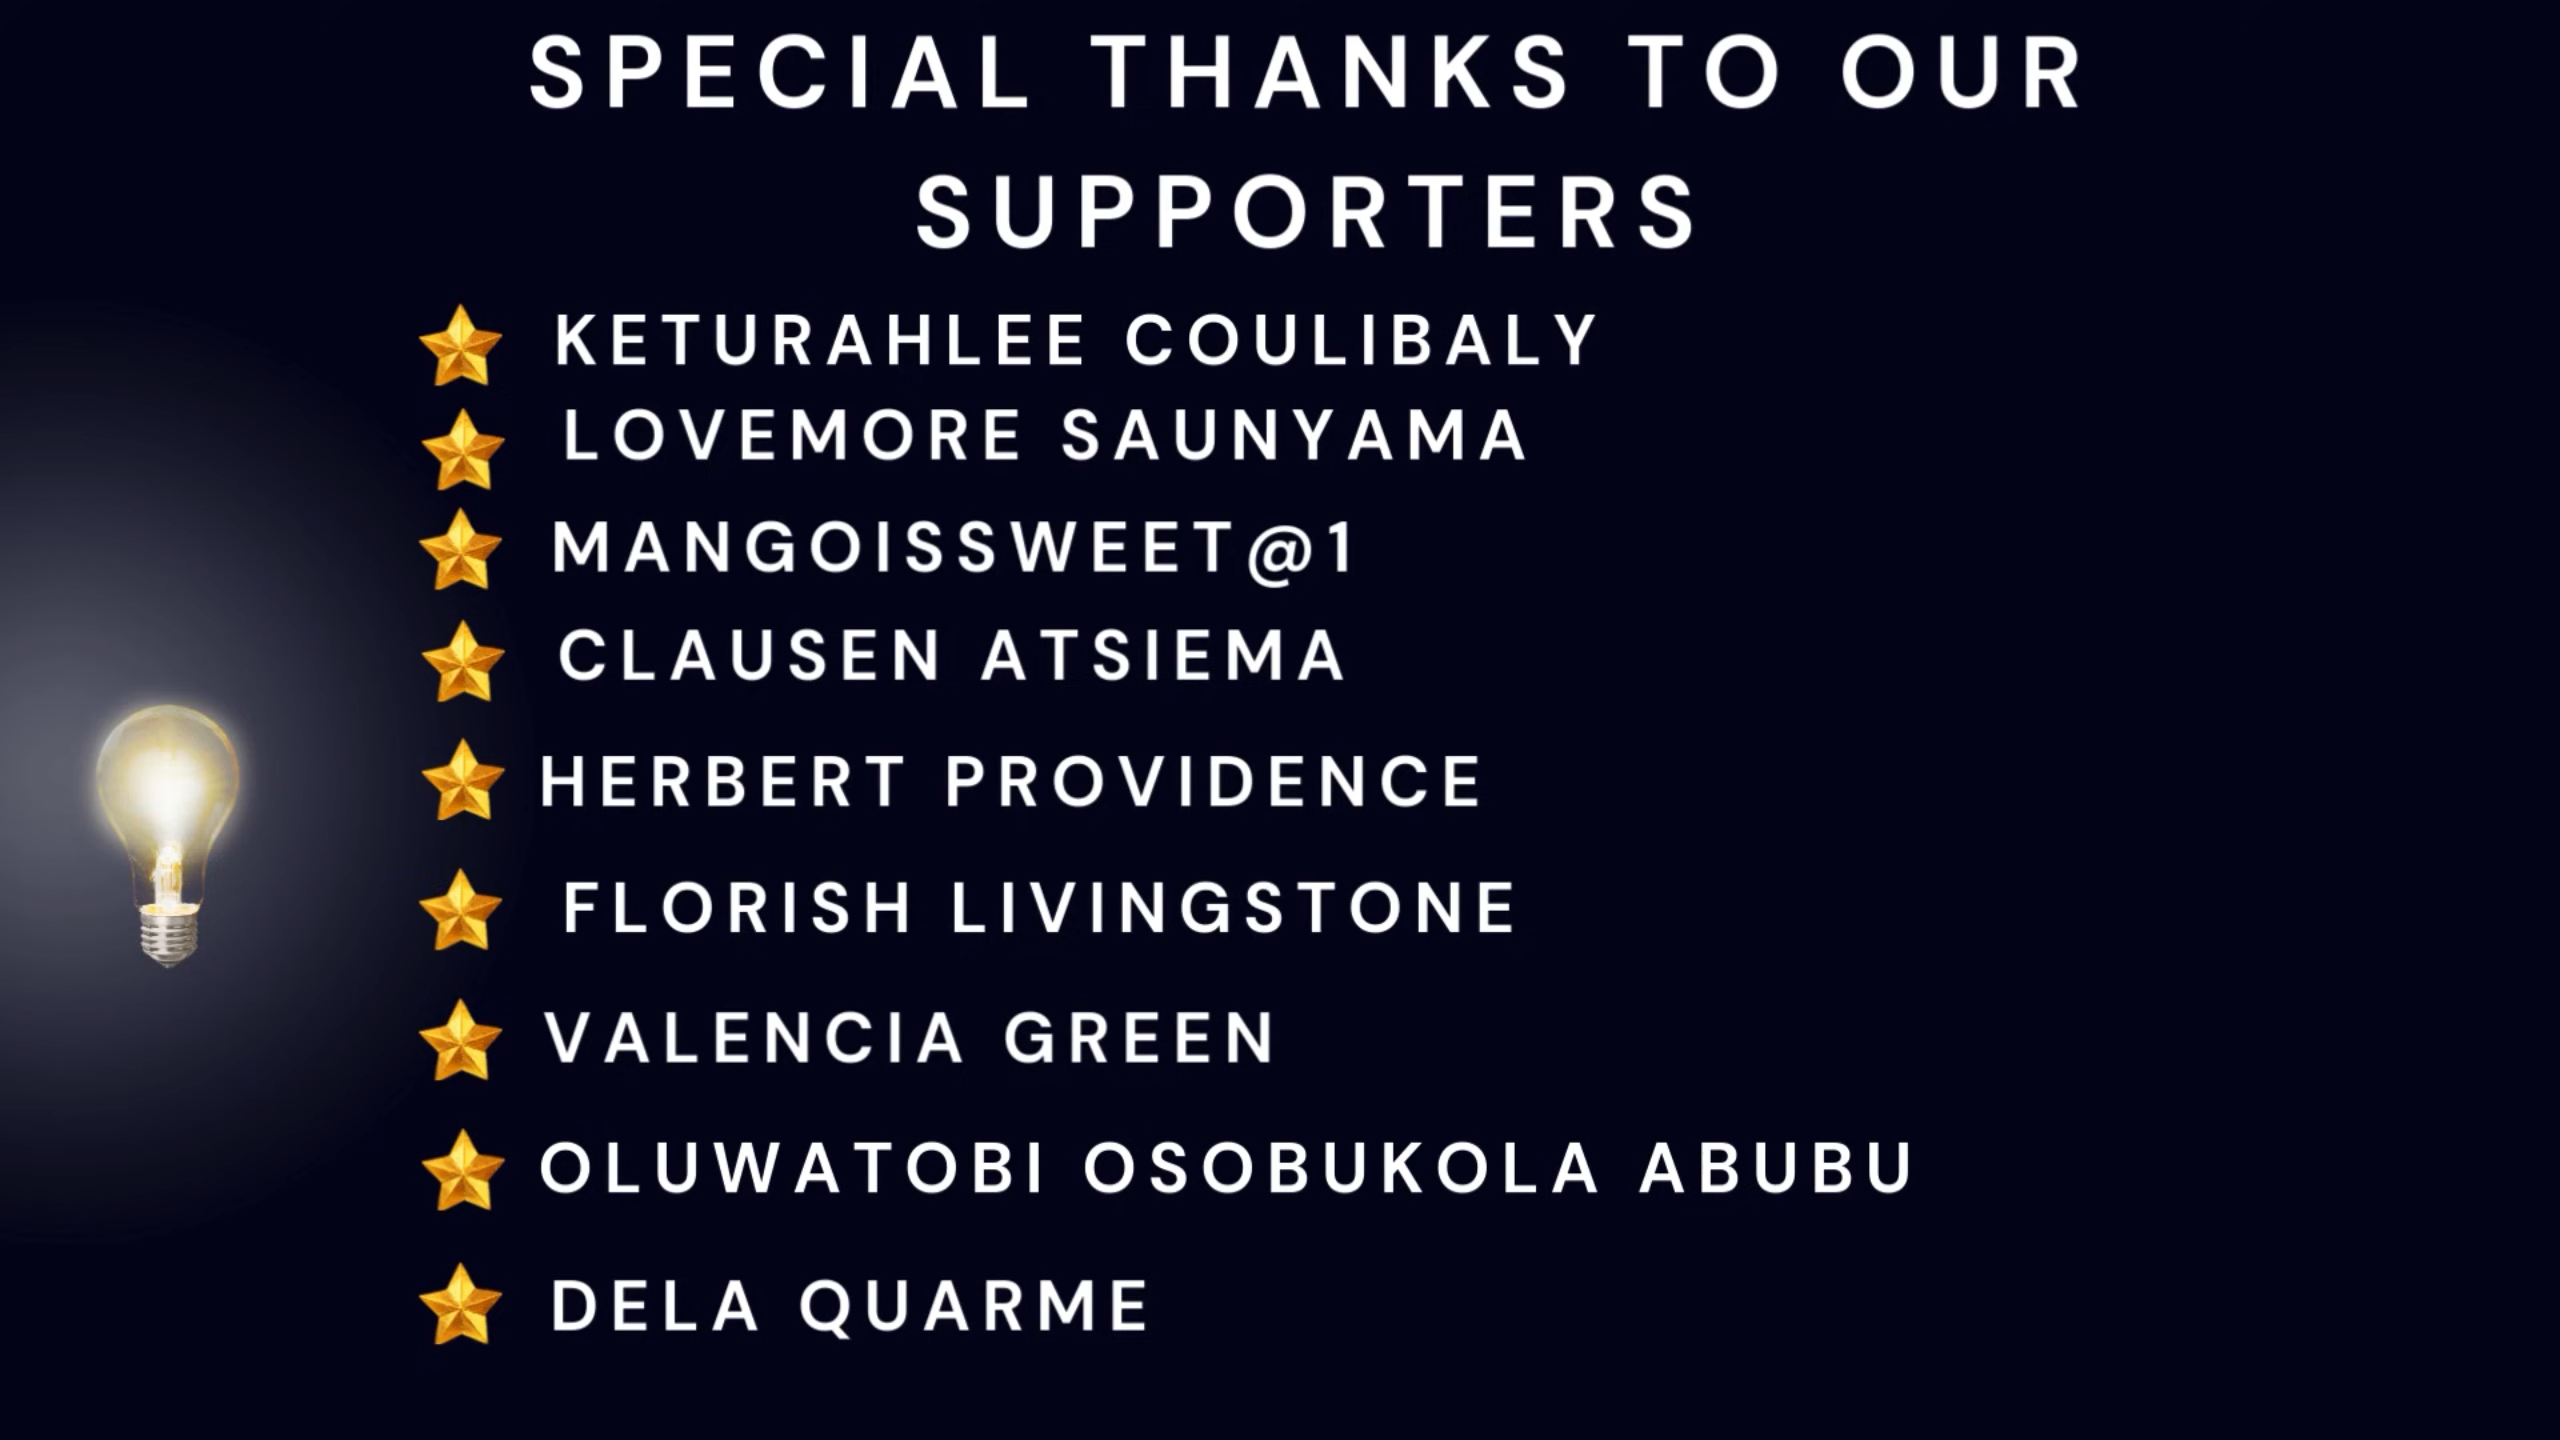 SPECIAL THANKS TO OUR
SUPPORTERS
KETURAHLEE COULIBALY
LOVEMORE SAUNYAMA
MANGOISSWEET@1
CLAUSEN ATSIEMA
HERBERT PROVIDENCE
FLORISH LIVINGSTONE
VALENCIA GREEN
OLUWATOBI OSOBUKOLA ABUBU
DELA QUARME